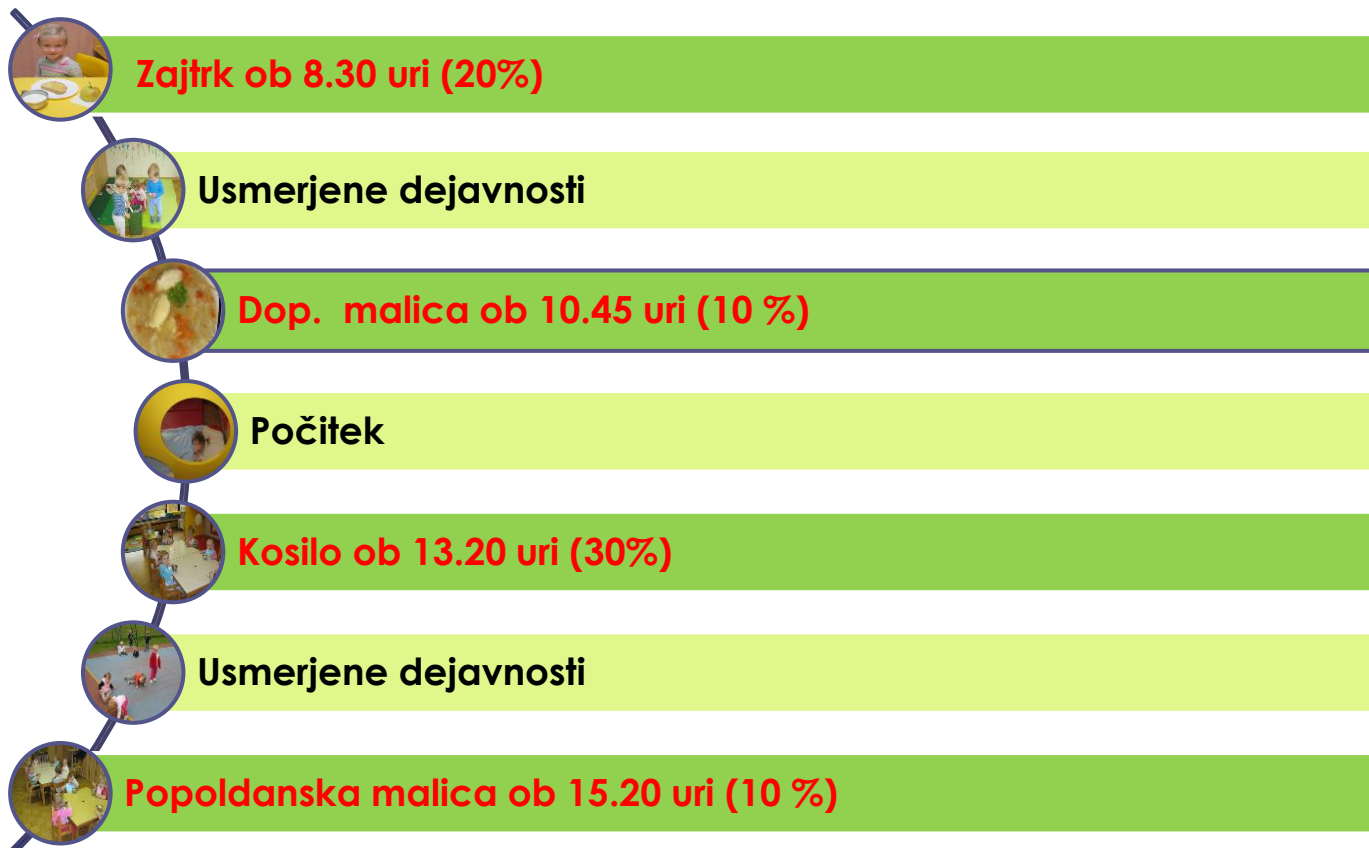 Zajtrk ob 8.30 uri (20%)
Usmerjene dejavnosti
Dop.  malica ob 10.45 uri (10 %)
Počitek
Kosilo ob 13.20 uri (30%)
Usmerjene dejavnosti
Popoldanska malica ob 15.20 uri (10 %)